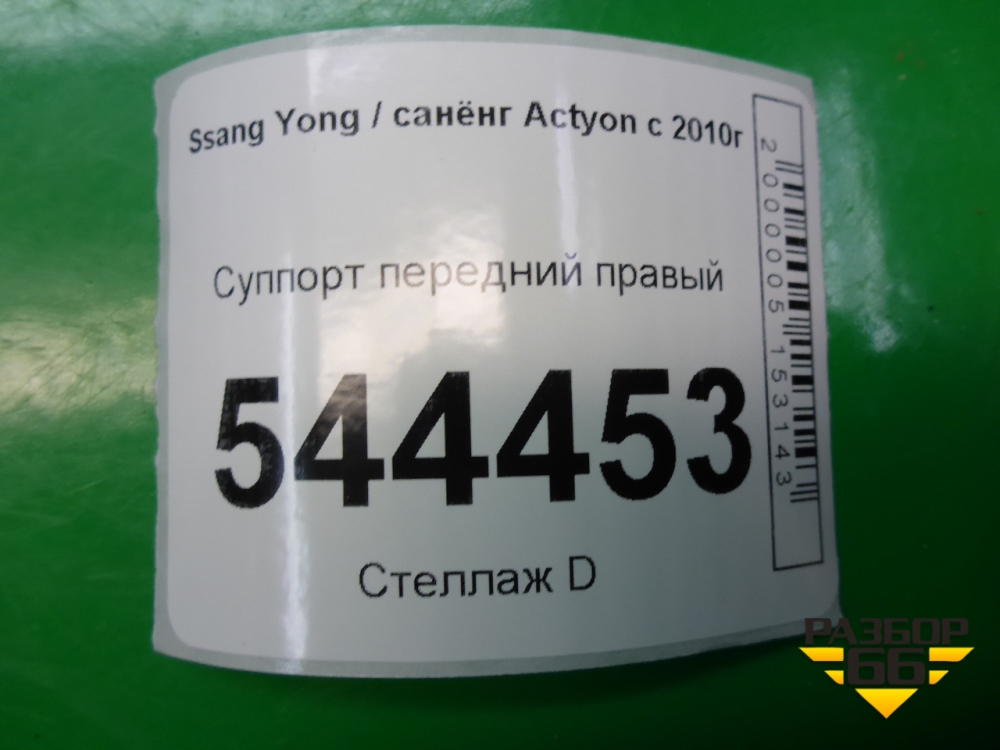 Ssang Yong / санёнг Actyon с 2010г
Суппорт передний правый
544453
Стеллаж D
2000005153143
РАЗБОР
66